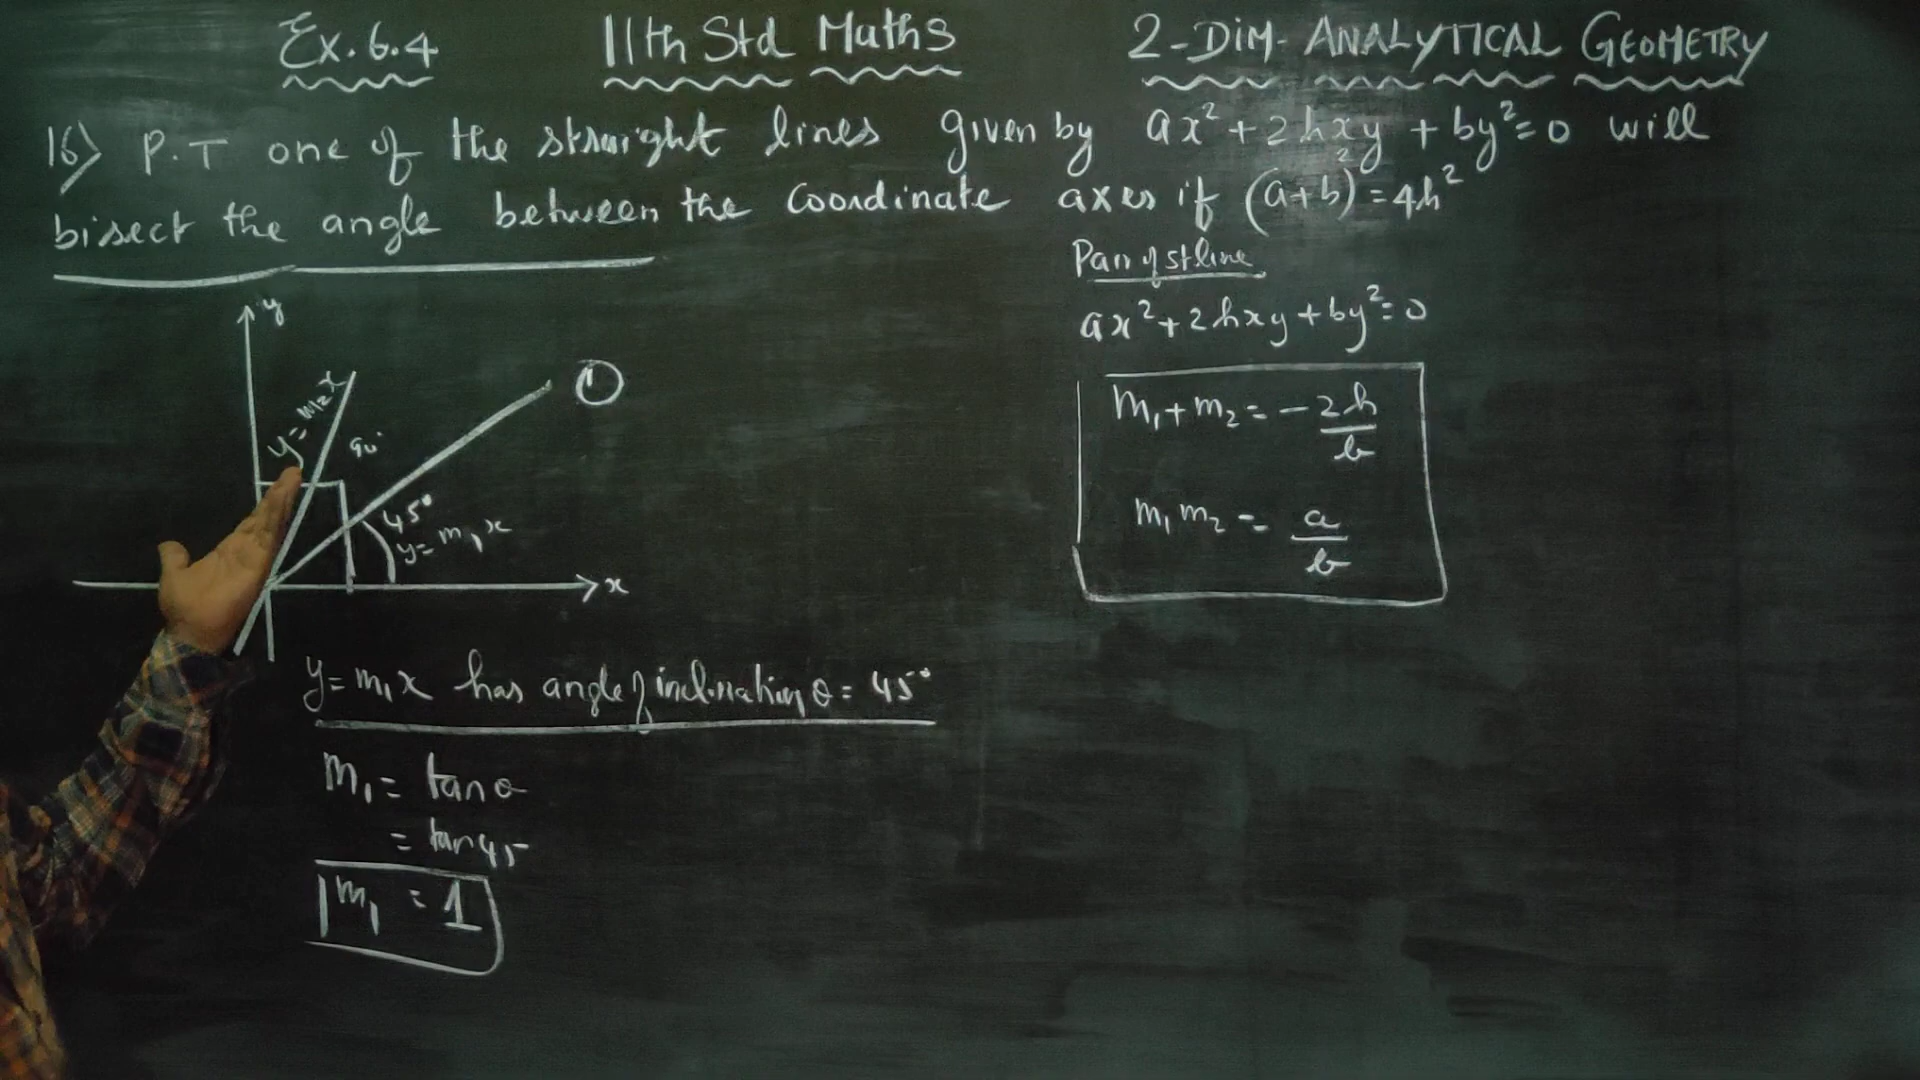 Ex. 6.4 11th Std Maths 2-DIM- ANALYTICAL GEOMETRY
16) P.T one of the straight lines given by ax² + 2hxy + by² = 0 will
bisect the angle between the coordinate axes if (a+b)² = 4h²
Pair of st line
ax² + 2hxy + by² = 0
m₁ + m₂ = -2h/b
m₁ m₂ = a/b
y
y = m₂x
90°
①
45°
y = m₁x
x
y = m₁x has angle of inclination θ = 45°
m₁ = tan θ
= tan 45
m₁ = 1